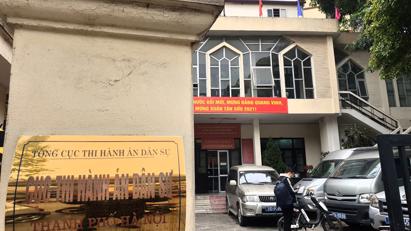 TỔNG CỤC THI HÀNH ÁN DÂN SỰ
CỤC THI HÀNH ÁN DÂN SỰ
THÀNH PHỐ HÀ NỘI
NƯỚC ĐỔI MỚI, MỪNG ĐẢNG QUANG VINH,
MỪNG XUÂN TÂN SỬU 2021!